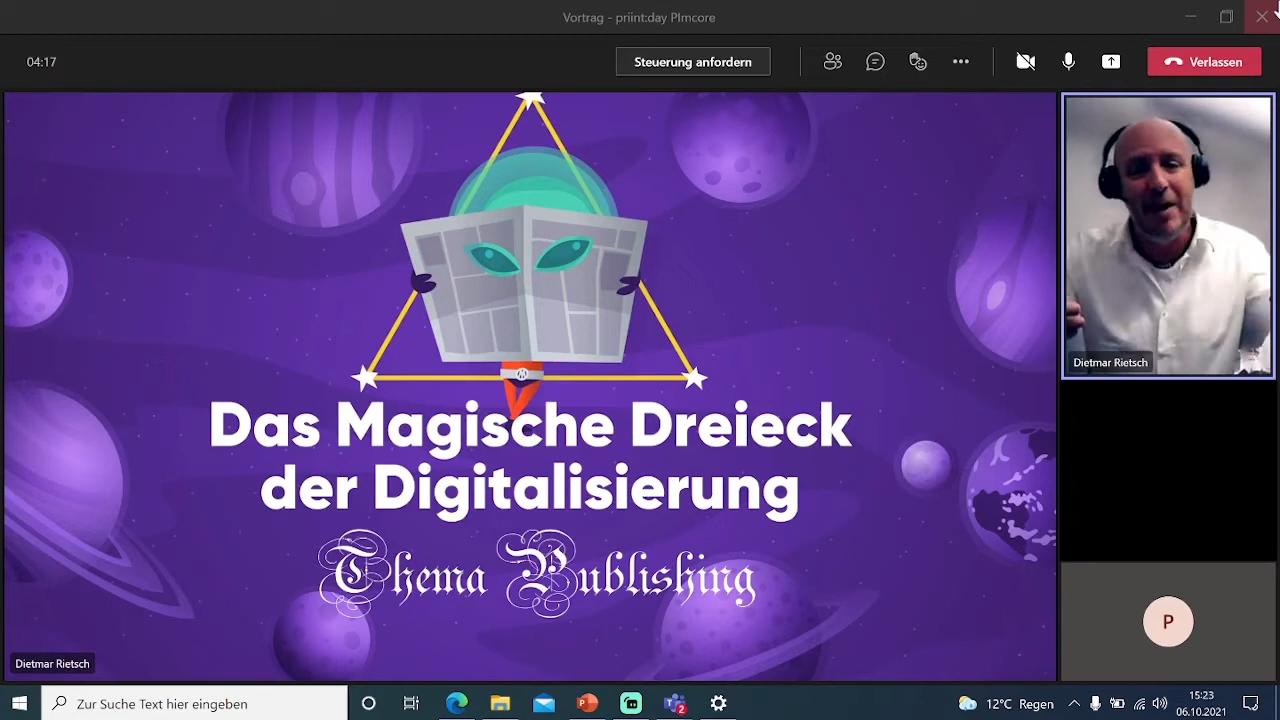 Vortrag - priint:day PImcore
04:17
Steuerung anfordern
Verlassen
Das Magische Dreieck
der Digitalisierung
Thema Publishing
Dietmar Rietsch
Dietmar Rietsch
P
Zur Suche Text hier eingeben
2
12°C Regen
15:23
06.10.2021